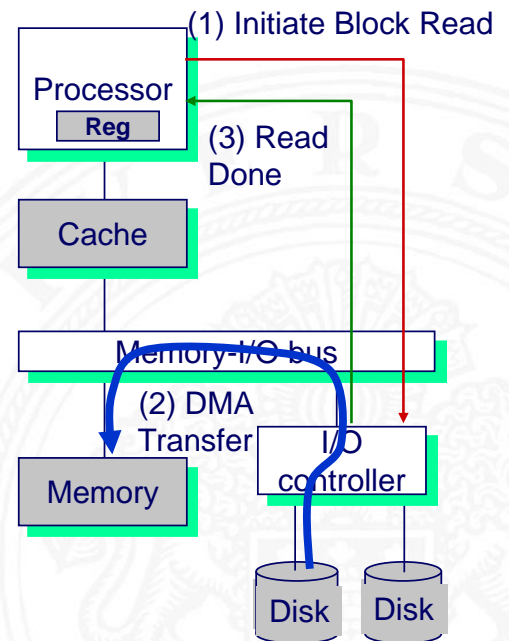 (1) Initiate Block Read
Processor
Reg
(3) Read
Done
Cache
Memory-I/O bus
(2) DMA
Transfer
I/O
controller
Memory
Disk
Disk